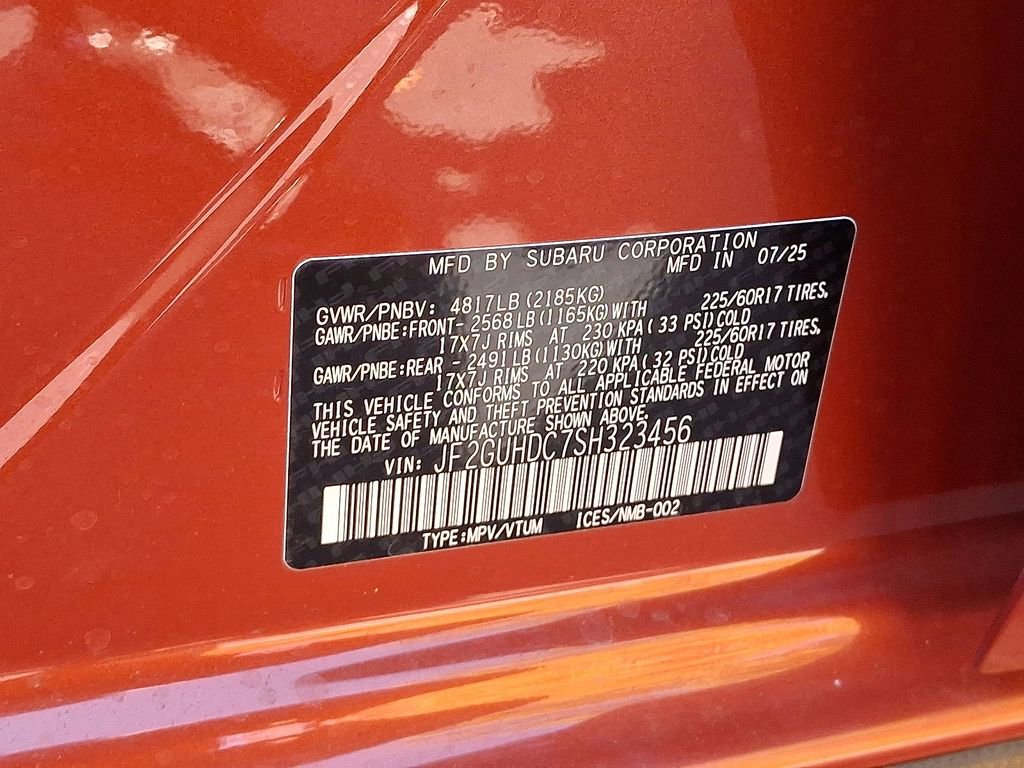 MFD BY SUBARU CORPORATION
MFD IN 07/25
GVWR/PNBV: 4817LB (2185KG)
GAWR/PNBE:FRONT- 2568 LB (1165KG) WITH 225/60R17 TIRES,
17X7J RIMS AT 230 KPA ( 33 PSI) COLD
GAWR/PNBE:REAR - 2491 LB (1130KG) WITH 225/60R17 TIRES,
17X7J RIMS AT 220 KPA ( 32 PSI) COLD
THIS VEHICLE CONFORMS TO ALL APPLICABLE FEDERAL MOTOR
VEHICLE SAFETY AND THEFT PREVENTION STANDARDS IN EFFECT ON
THE DATE OF MANUFACTURE SHOWN ABOVE.
VIN: JF2GUHDC7SH323456
TYPE:MPV/VTUM ICES/NMB-002